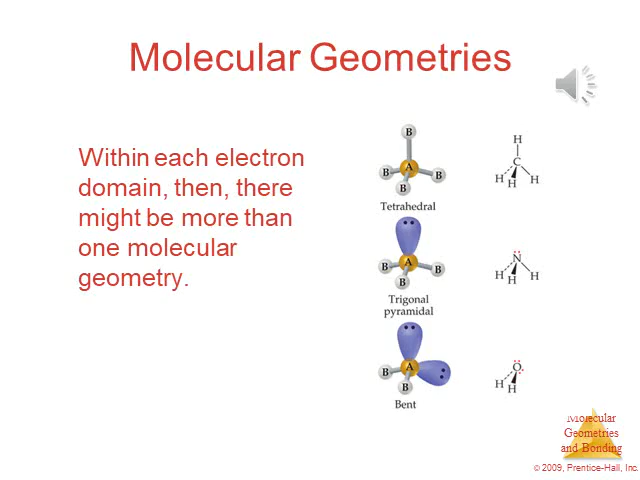 Molecular Geometries
Within each electron
domain, then, there
might be more than
one molecular
geometry.
B
A
B
B
B
Tetrahedral
H
C
H
H
H
A
B
B
B
Trigonal
pyramidal
N
H
H
H
A
B
B
Bent
O
H
H
Molecular
Geometries
and Bonding
© 2009, Prentice-Hall, Inc.